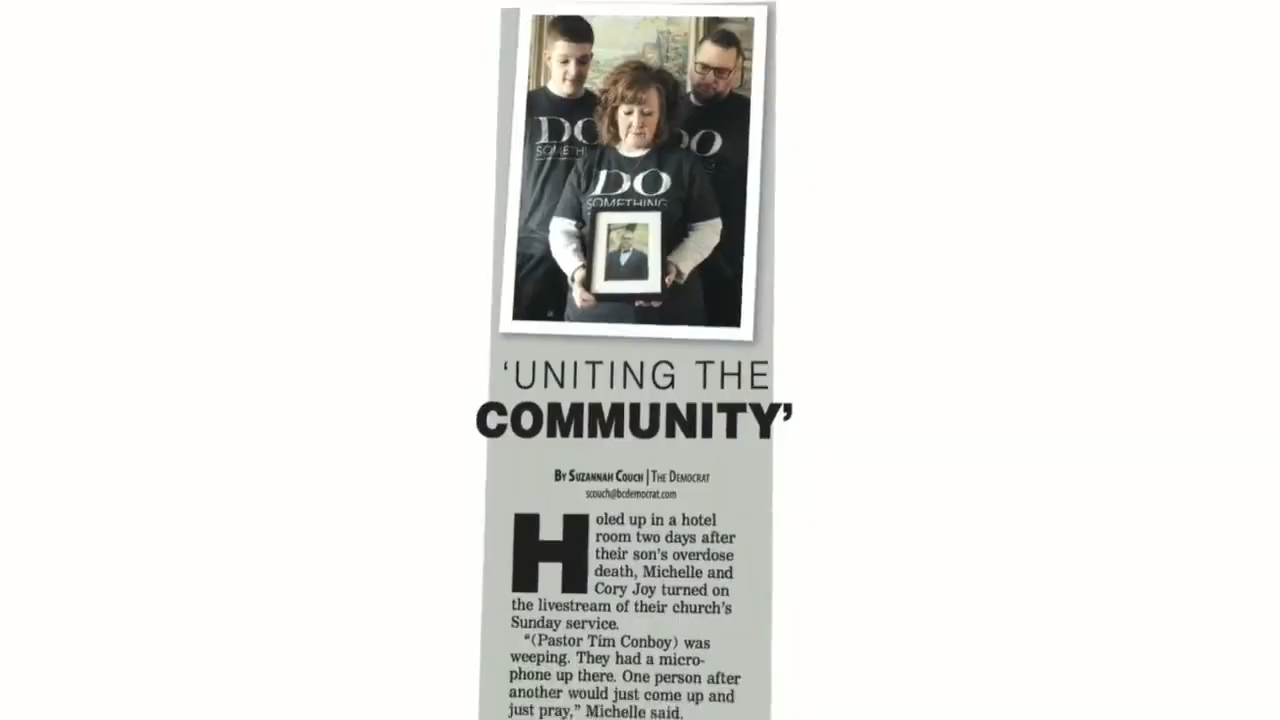 DO
SOMETHI
DO
DO
SOMETHING
‘UNITING THE
COMMUNITY’
By Suzannah Couch | The Democrat
scouch@bcdemocrat.com
Holed up in a hotel
room two days after
their son's overdose
death, Michelle and
Cory Joy turned on
the livestream of their church's
Sunday service.
“(Pastor Tim Conboy) was
weeping. They had a micro-
phone up there. One person after
another would just come up and
just pray,” Michelle said.